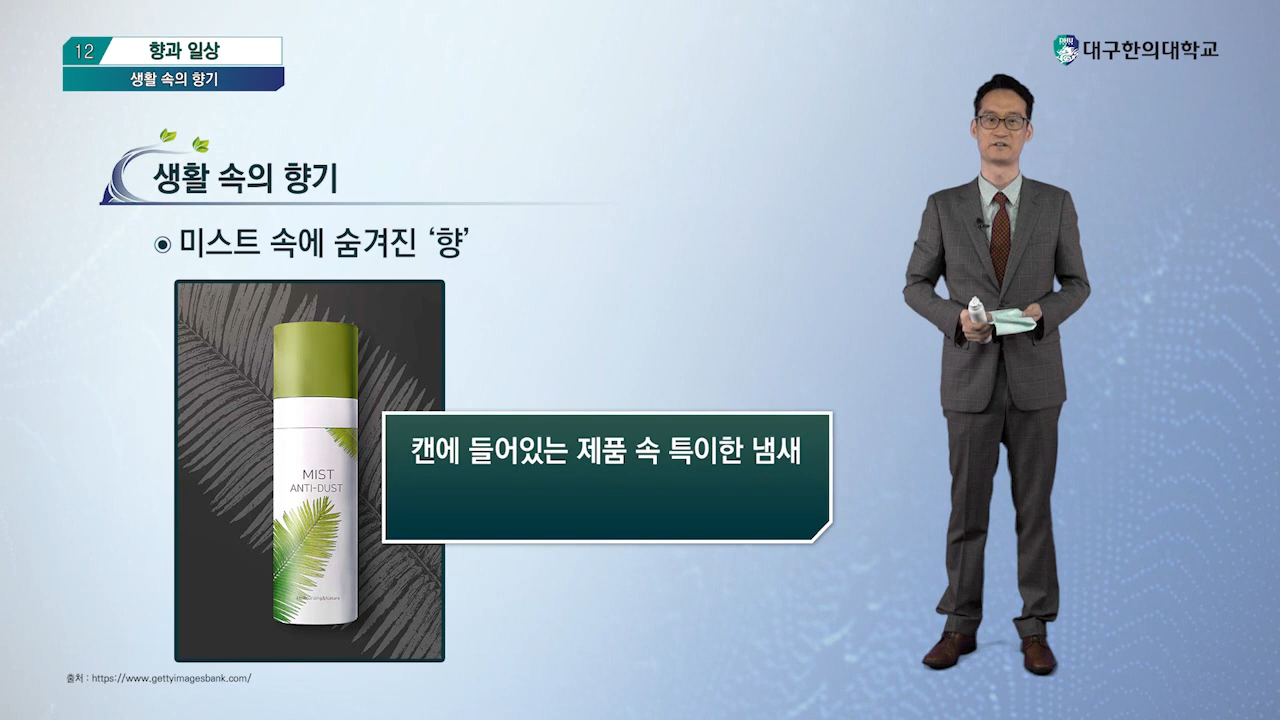 12 향과 일상
생활 속의 향기
대구한의대학교
생활 속의 향기
미스트 속에 숨겨진 ‘향’
MIST
ANTI-DUST
캔에 들어있는 제품 속 특이한 냄새
출처 : https://www.gettyimagesbank.com/